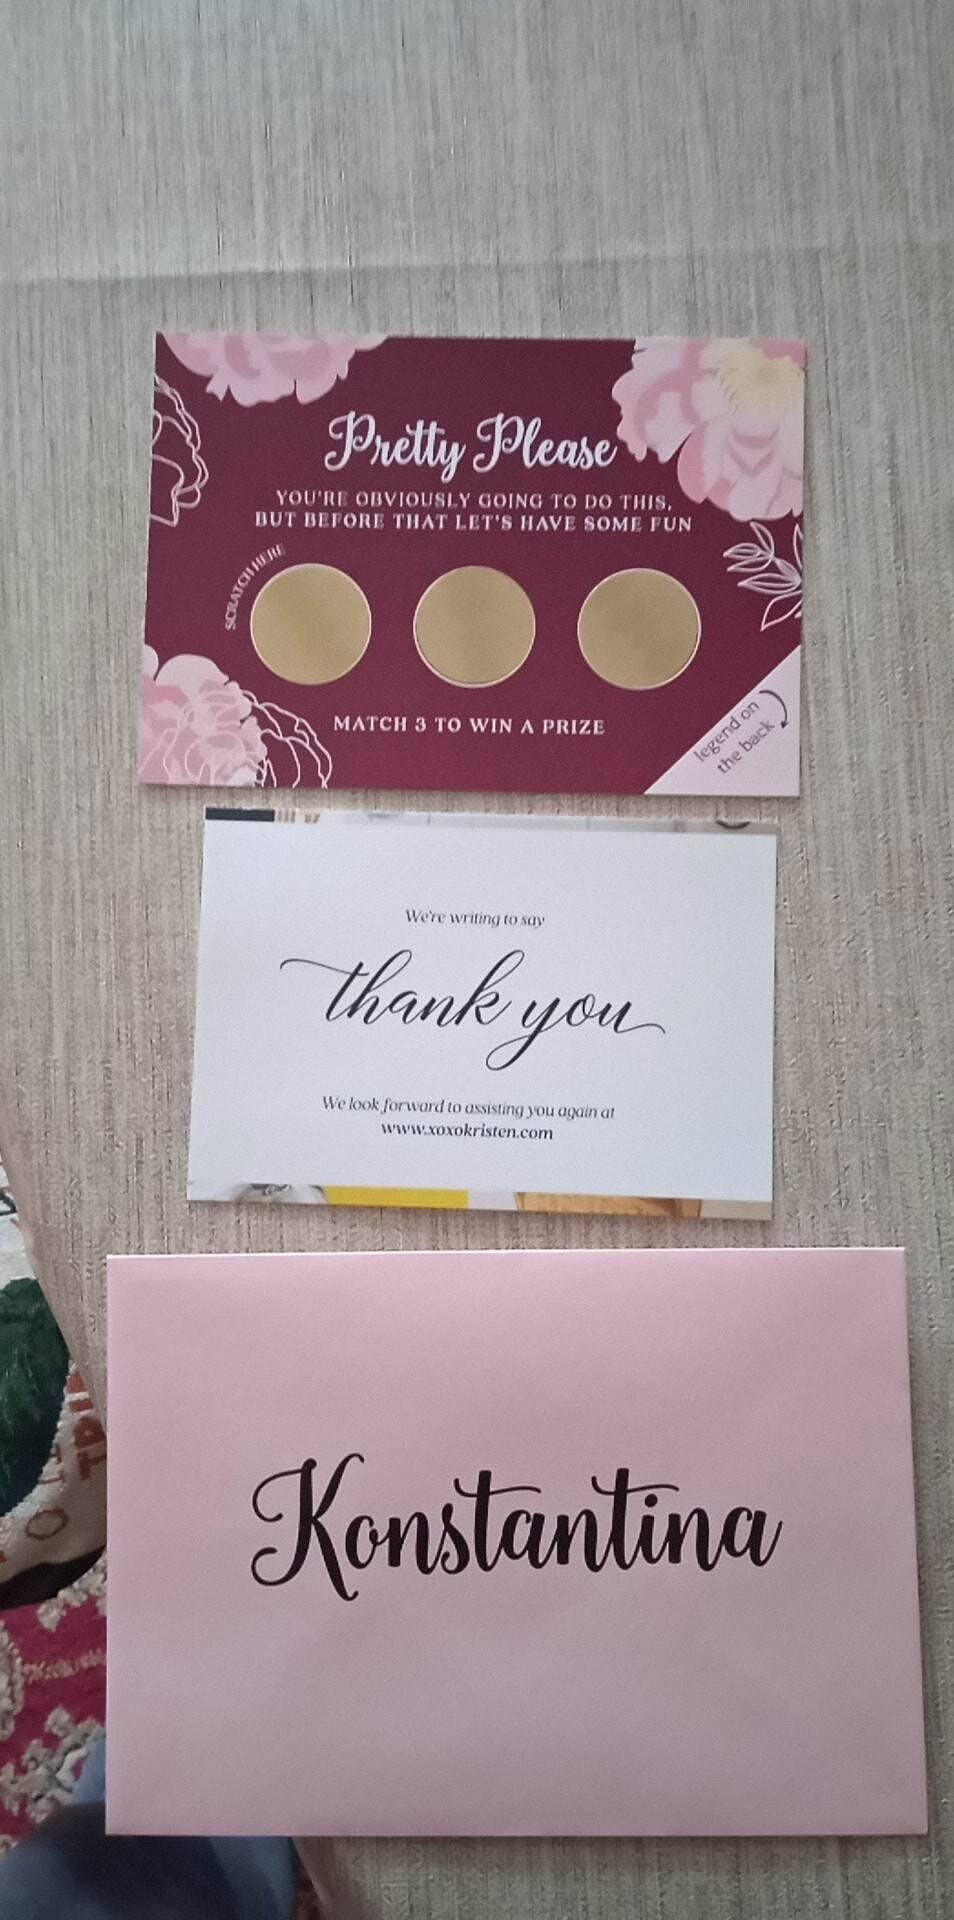 Pretty Please
YOU'RE OBVIOUSLY GOING TO DO THIS,
BUT BEFORE THAT LET'S HAVE SOME FUN
SCRATCH HERE
MATCH 3 TO WIN A PRIZE
legend on
the back
We're writing to say
thank you
We look forward to assisting you again at
www.xoxokristen.com
Konstantina